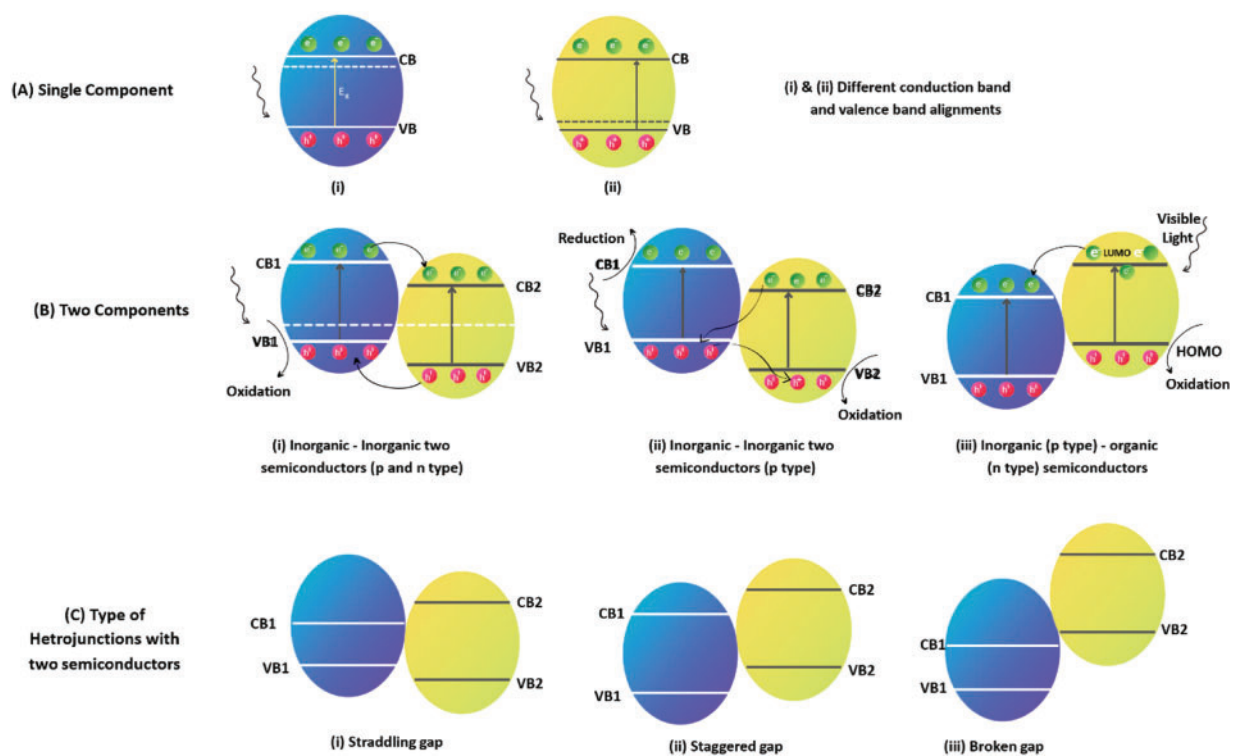 (A) Single Component
e⁻ e⁻ e⁻
CB
Eg
VB
h⁺ h⁺ h⁺
(i)
e⁻ e⁻ e⁻
CB
VB
h⁺ h⁺ h⁺
(ii)
(i) & (ii) Different conduction band
and valence band alignments
(B) Two Components
e⁻ e⁻ e⁻
CB1
e⁻ e⁻ e⁻
CB2
VB1
h⁺ h⁺ h⁺
VB2
h⁺ h⁺ h⁺
Oxidation
(i) Inorganic - Inorganic two
semiconductors (p and n type)
Reduction
e⁻ e⁻ e⁻
CB1
e⁻ e⁻ e⁻
CB2
VB1
h⁺ h⁺ h⁺
VB2
h⁺ h⁺ h⁺
Oxidation
(ii) Inorganic - Inorganic two
semiconductors (p type)
Visible
Light
e⁻ LUMO e⁻
e⁻
e⁻ e⁻ e⁻
CB1
HOMO
h⁺ h⁺ h⁺
Oxidation
VB1
h⁺ h⁺ h⁺
(iii) Inorganic (p type) - organic
(n type) semiconductors
(C) Type of
Hetrojunctions with
two semiconductors
CB2
CB1
VB1
VB2
(i) Straddling gap
CB2
CB1
VB2
VB1
(ii) Staggered gap
CB2
VB2
CB1
VB1
(iii) Broken gap